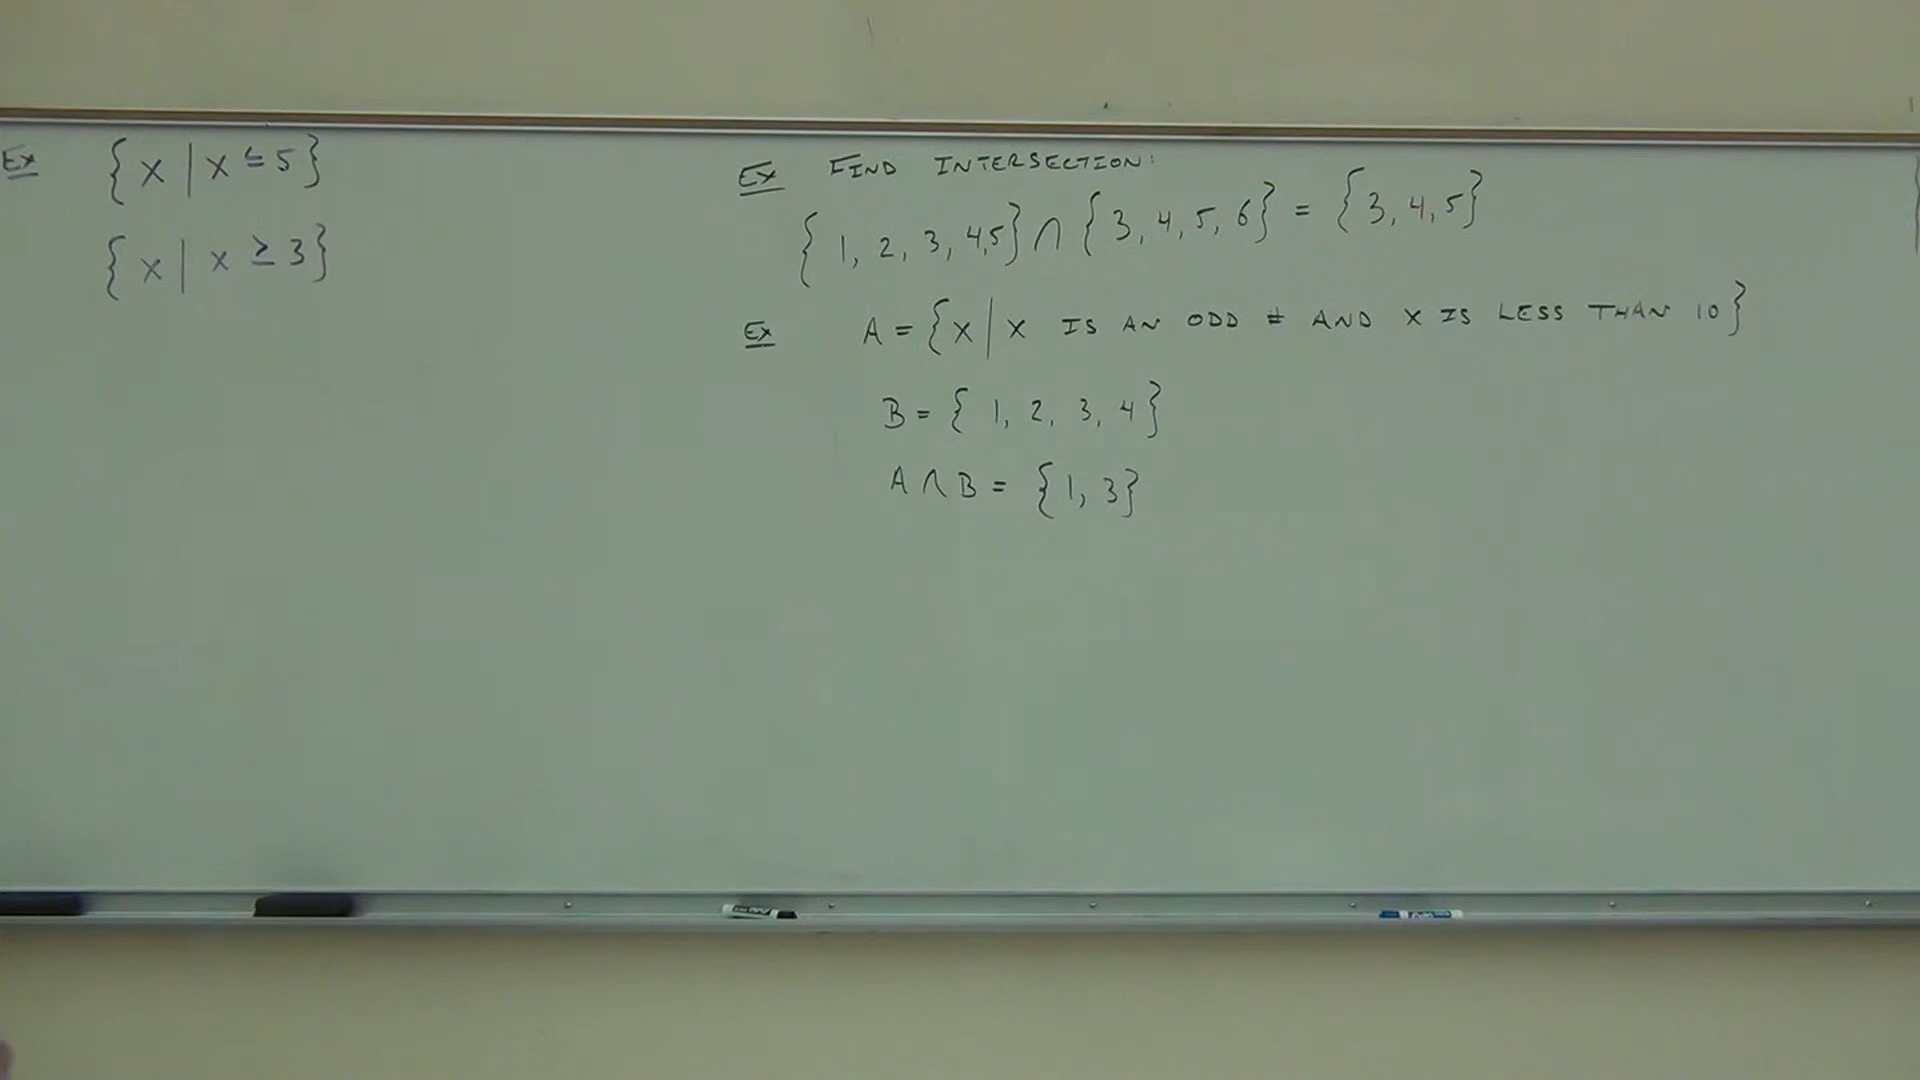 Ex {x | x ≤ 5}
{x | x ≥ 3}
Ex FIND INTERSECTION:
{1, 2, 3, 4,5} ∩ {3, 4, 5, 6} = {3, 4, 5}
Ex A = {x | x IS AN ODD # AND X IS LESS THAN 10}
B = {1, 2, 3, 4}
A ∩ B = {1, 3}